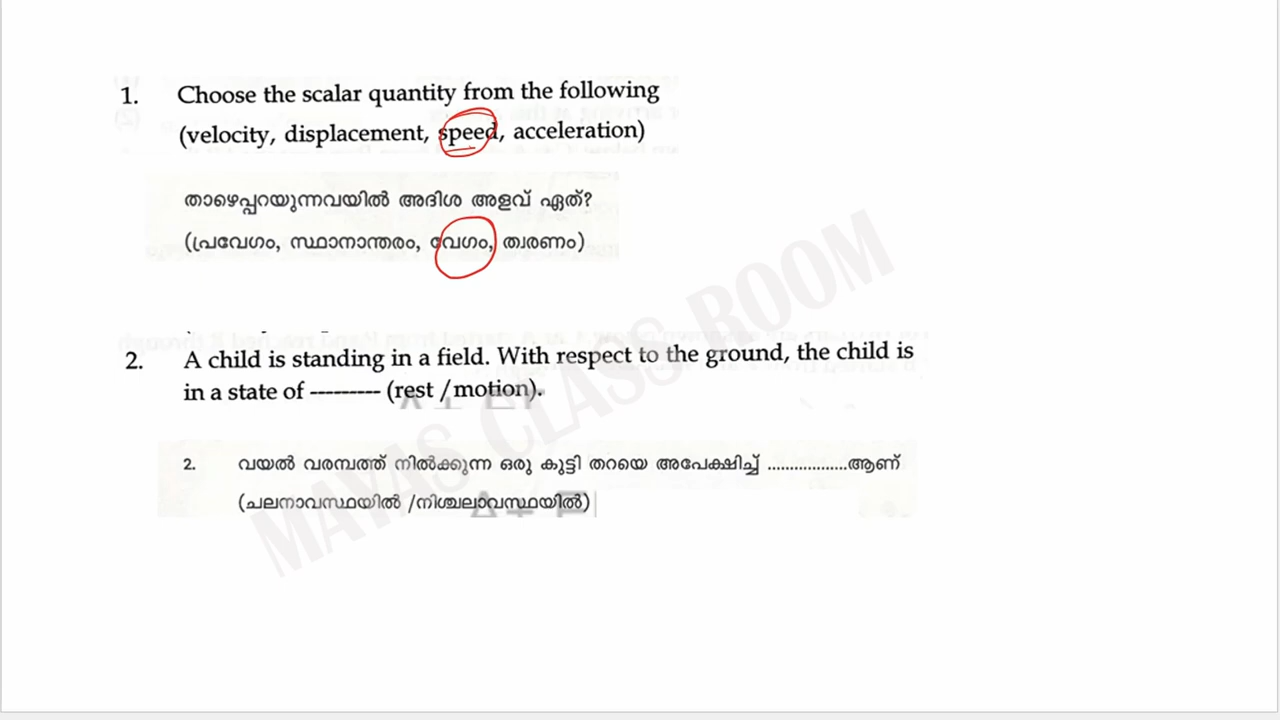 1. Choose the scalar quantity from the following
(velocity, displacement, speed, acceleration)
താഴെപ്പറയുന്നവയിൽ അദിശ അളവ് ഏത്?
(പ്രവേഗം, സ്ഥാനാന്തരം, വേഗം, ത്വരണം)
2. A child is standing in a field. With respect to the ground, the child is
in a state of --------- (rest / motion).
2. വയൽ വരമ്പത്ത് നിൽക്കുന്ന ഒരു കുട്ടി തറയെ അപേക്ഷിച്ച് ..................ആണ്
(ചലനാവസ്ഥയിൽ /നിശ്ചലാവസ്ഥയിൽ)
MAYAS CLASS ROOM